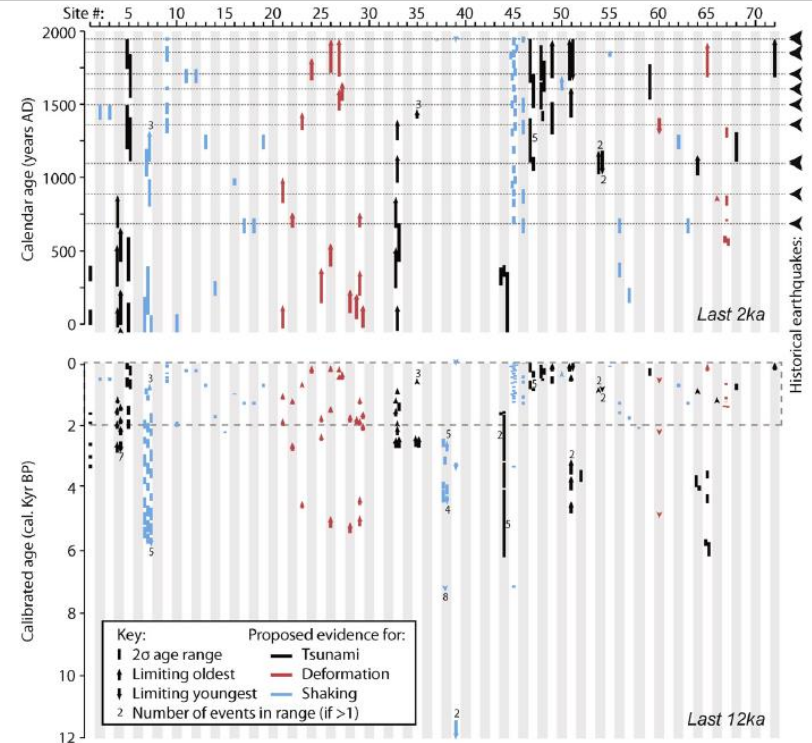 Site #: 5 10 15 20 25 30 35 40 45 50 55 60 65 70
2000
1500
1000
500
0
Calendar age (years AD)
3
3
5
2
2
Last 2ka
Historical earthquakes:
0
2
4
6
8
10
12
Calibrated age (cal. Kyr BP)
3
7
5
3
5
4
8
2
2
5
5
2
2
2
Key:
2σ age range
Limiting oldest
Limiting youngest
2 Number of events in range (if >1)
Proposed evidence for:
Tsunami
Deformation
Shaking
Last 12ka